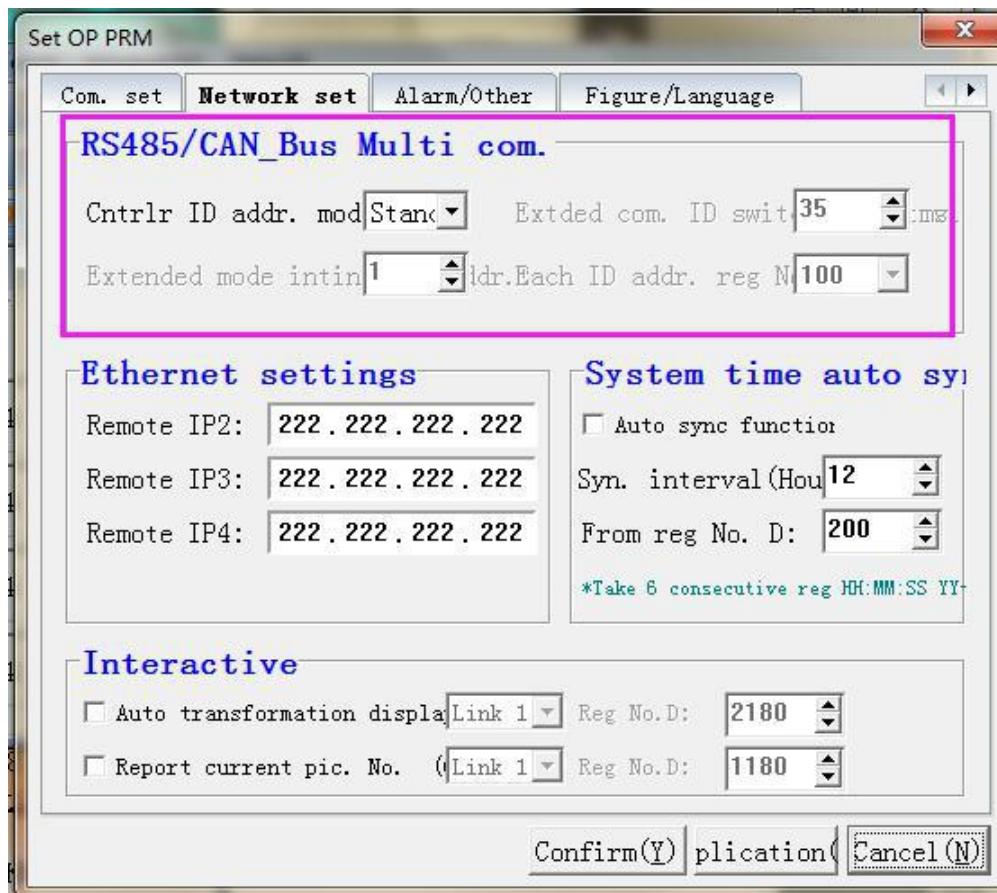 Set OP PRM
Com. set Network set Alarm/Other Figure/Language
RS485/CAN_Bus Multi com.
Cntrlr ID addr. mod Stand Extded com. ID swit 35
Extended mode intin 1 ddr. Each ID addr. reg N 100
Ethernet settings
Remote IP2: 222.222.222.222
Remote IP3: 222.222.222.222
Remote IP4: 222.222.222.222
System time auto syn
Auto sync function
Syn. interval(Hou 12
From reg No. D: 200
*Take 6 consecutive reg HH:MM:SS YY-
Interactive
Auto transformation displa Link 1 Reg No.D: 2180
Report current pic. No. ( Link 1 Reg No.D: 1180
Confirm(Y) plication( Cancel(N)